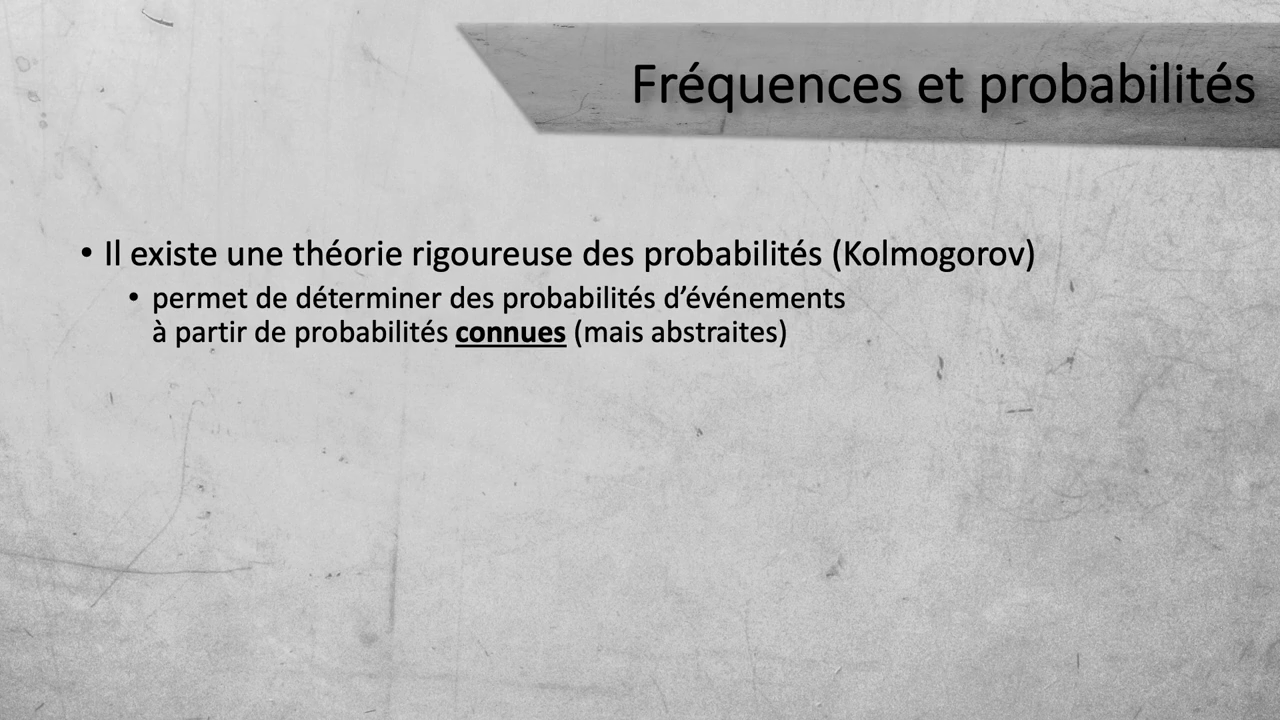 Fréquences et probabilités
• Il existe une théorie rigoureuse des probabilités (Kolmogorov)
• permet de déterminer des probabilités d’événements
à partir de probabilités connues (mais abstraites)